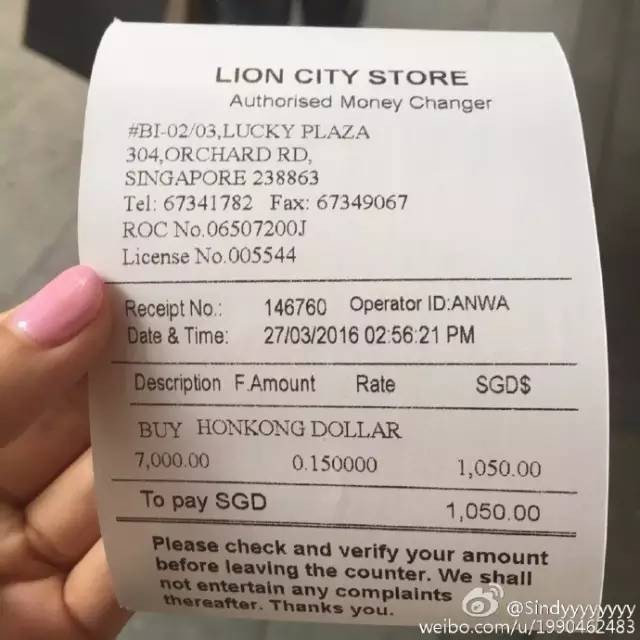 LION CITY STORE
Authorised Money Changer
#BI-02/03,LUCKY PLAZA
304,ORCHARD RD,
SINGAPORE 238863
Tel: 67341782 Fax: 67349067
ROC No.06507200J
License No.005544
Receipt No.: 146760 Operator ID:ANWA
Date & Time: 27/03/2016 02:56:21 PM
Description F.Amount Rate SGD$
BUY HONKONG DOLLAR
7,000.00 0.150000 1,050.00
To pay SGD 1,050.00
Please check and verify your amount
before leaving the counter. We shall
not entertain any complaints
thereafter. Thank you.
@Sindyyyyyyyy
weibo.com/u/1990462483